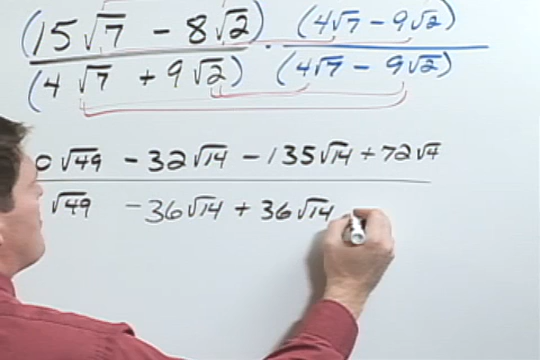 (15√7 - 8√2) · (4√7 - 9√2)
(4√7 + 9√2) (4√7 - 9√2)
0√49 - 32√14 - 135√14 + 72√4
√49 - 36√14 + 36√14